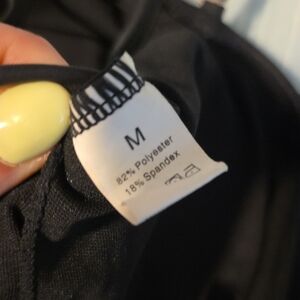 M
82% Polyester
18% Spandex